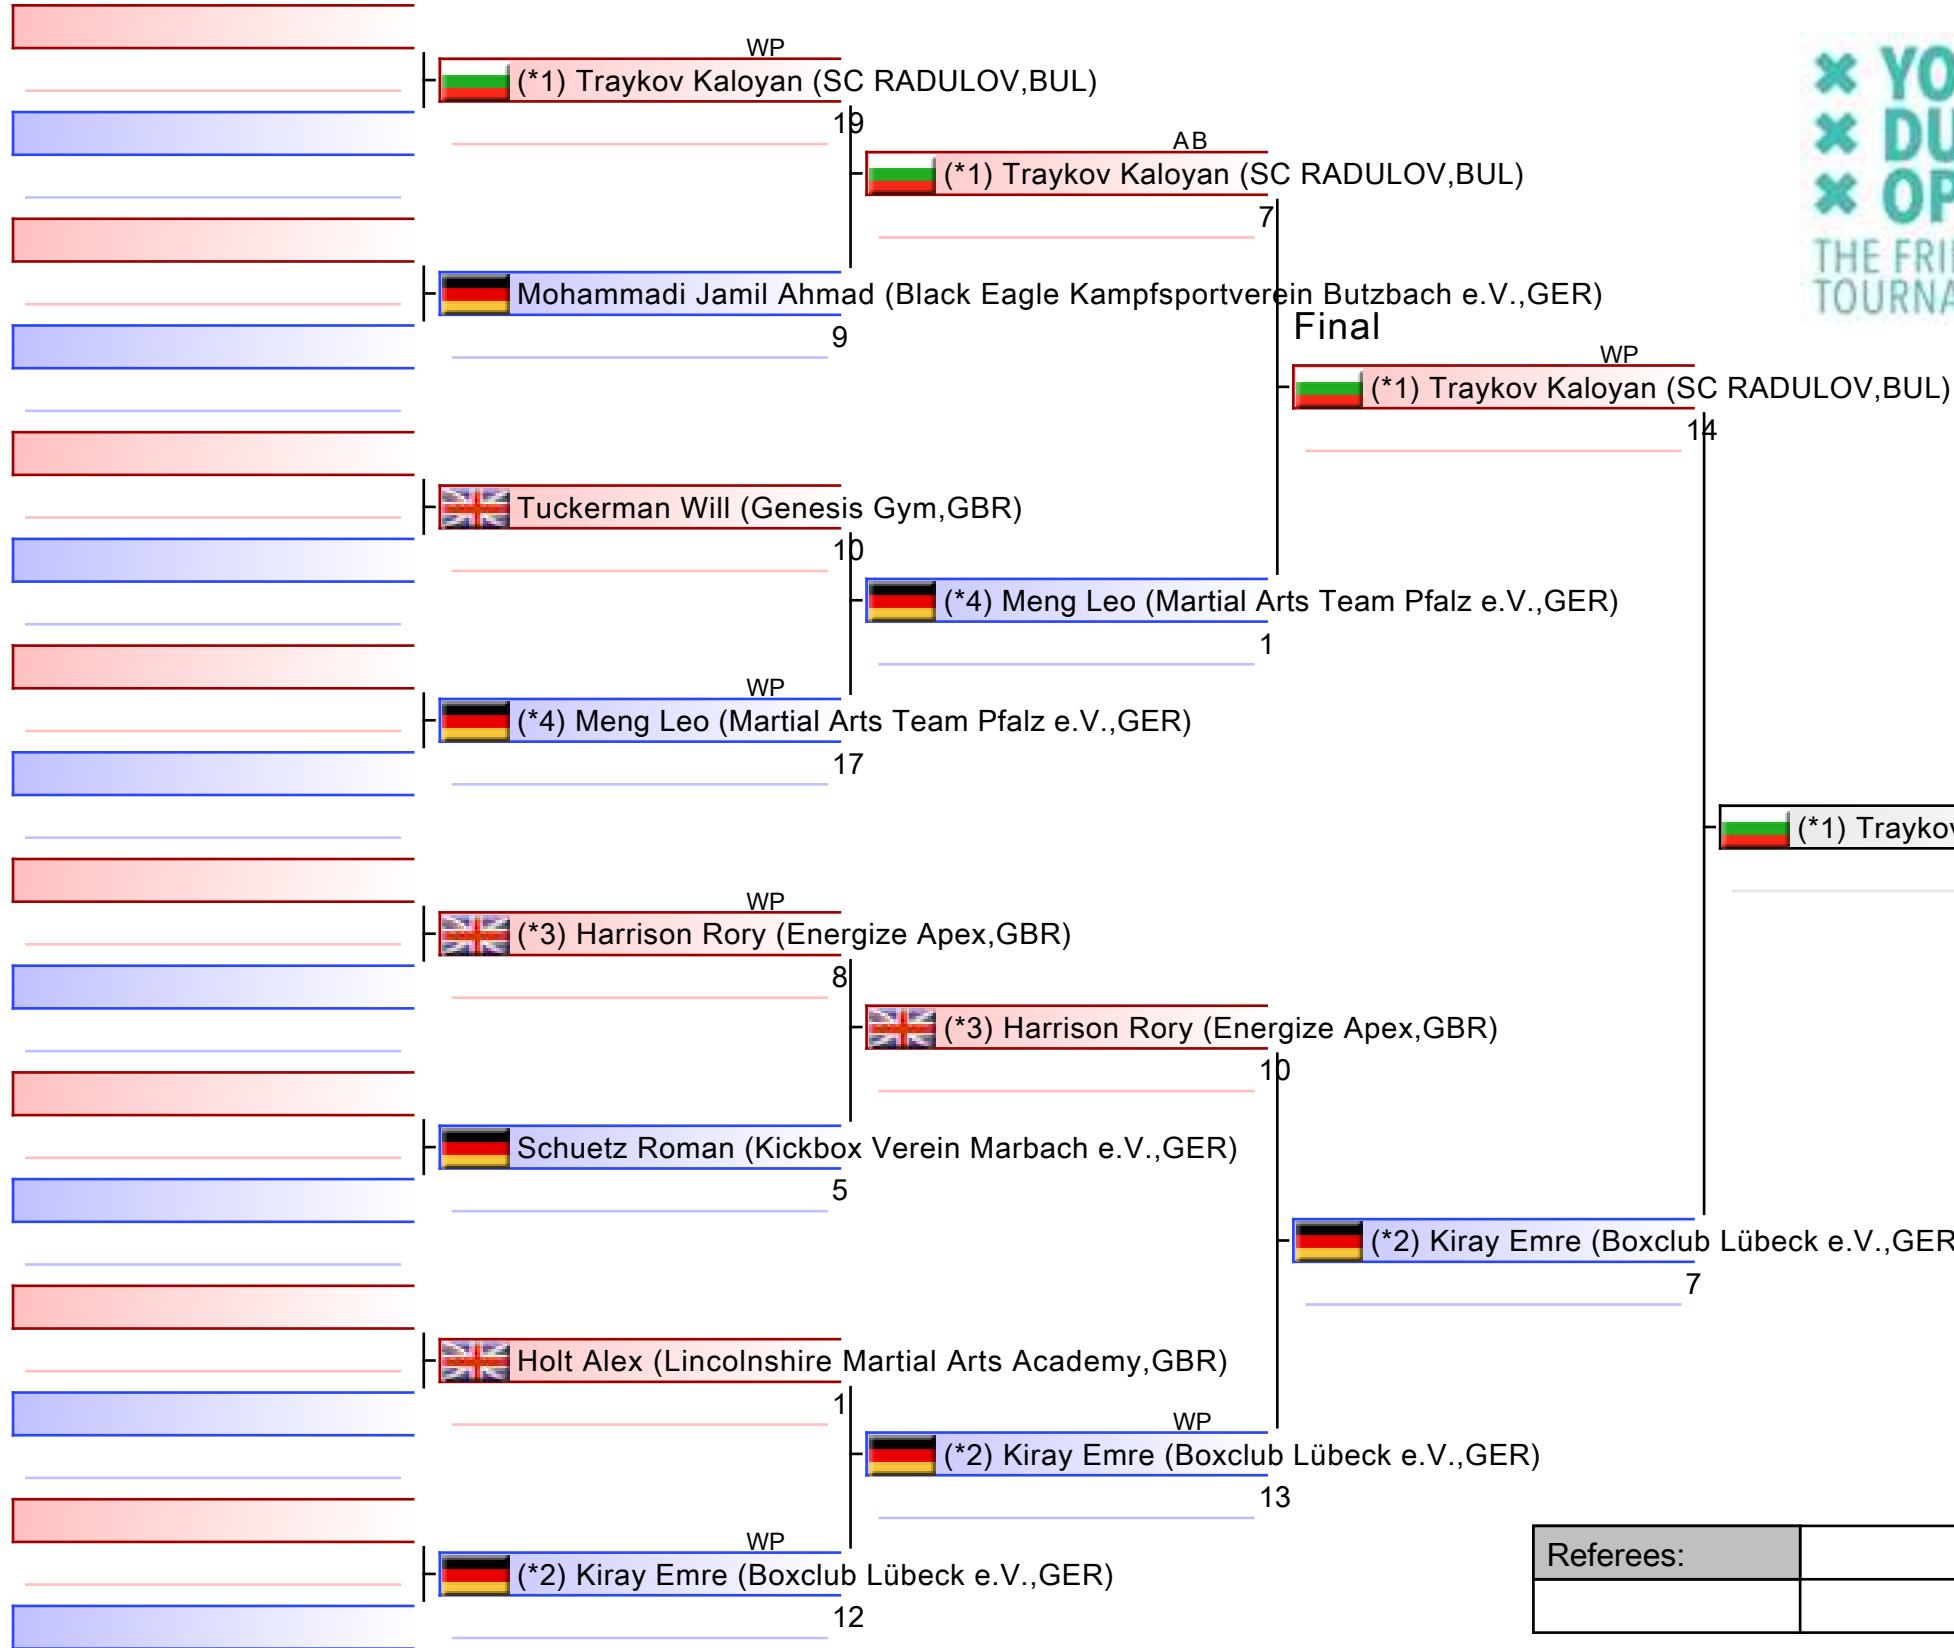 WP
(*1) Traykov Kaloyan (SC RADULOV,BUL)
19
AB
(*1) Traykov Kaloyan (SC RADULOV,BUL)
7
Mohammadi Jamil Ahmad (Black Eagle Kampfsportverein Butzbach e.V.,GER)
9
Final
WP
(*1) Traykov Kaloyan (SC RADULOV,BUL)
14
Tuckerman Will (Genesis Gym,GBR)
10
(*4) Meng Leo (Martial Arts Team Pfalz e.V.,GER)
1
WP
(*4) Meng Leo (Martial Arts Team Pfalz e.V.,GER)
17
(*1) Traykov
WP
(*3) Harrison Rory (Energize Apex,GBR)
8
(*3) Harrison Rory (Energize Apex,GBR)
10
Schuetz Roman (Kickbox Verein Marbach e.V.,GER)
5
(*2) Kiray Emre (Boxclub Lübeck e.V.,GER
7
Holt Alex (Lincolnshire Martial Arts Academy,GBR)
1
WP
(*2) Kiray Emre (Boxclub Lübeck e.V.,GER)
13
WP
(*2) Kiray Emre (Boxclub Lübeck e.V.,GER)
12
Referees:
YO
DU
OP
THE FRI
TOURNA